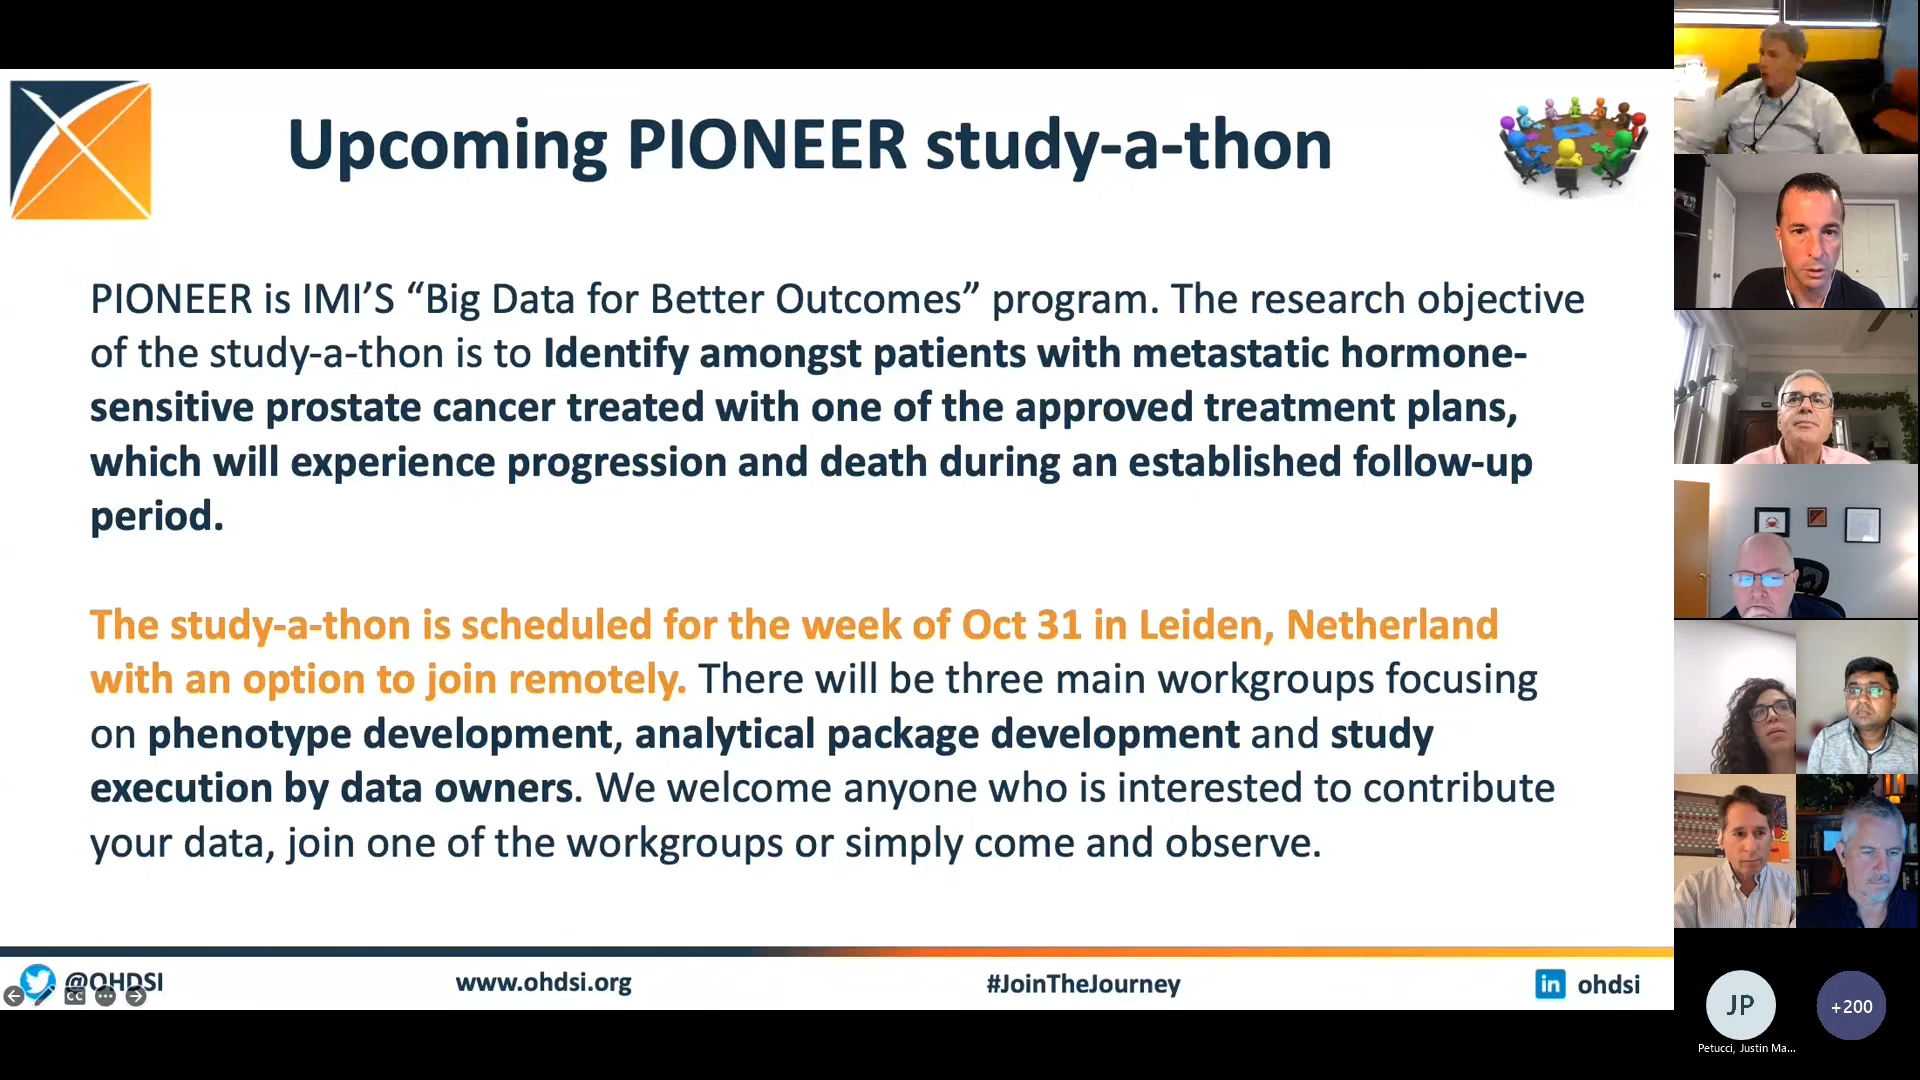 Upcoming PIONEER study-a-thon
PIONEER is IMI’S “Big Data for Better Outcomes” program. The research objective
of the study-a-thon is to Identify amongst patients with metastatic hormone-
sensitive prostate cancer treated with one of the approved treatment plans,
which will experience progression and death during an established follow-up
period.
The study-a-thon is scheduled for the week of Oct 31 in Leiden, Netherland
with an option to join remotely. There will be three main workgroups focusing
on phenotype development, analytical package development and study
execution by data owners. We welcome anyone who is interested to contribute
your data, join one of the workgroups or simply come and observe.
@OHDSI
www.ohdsi.org
#JoinTheJourney
in ohdsi
CC
JP
+200
Petucci, Justin Ma...